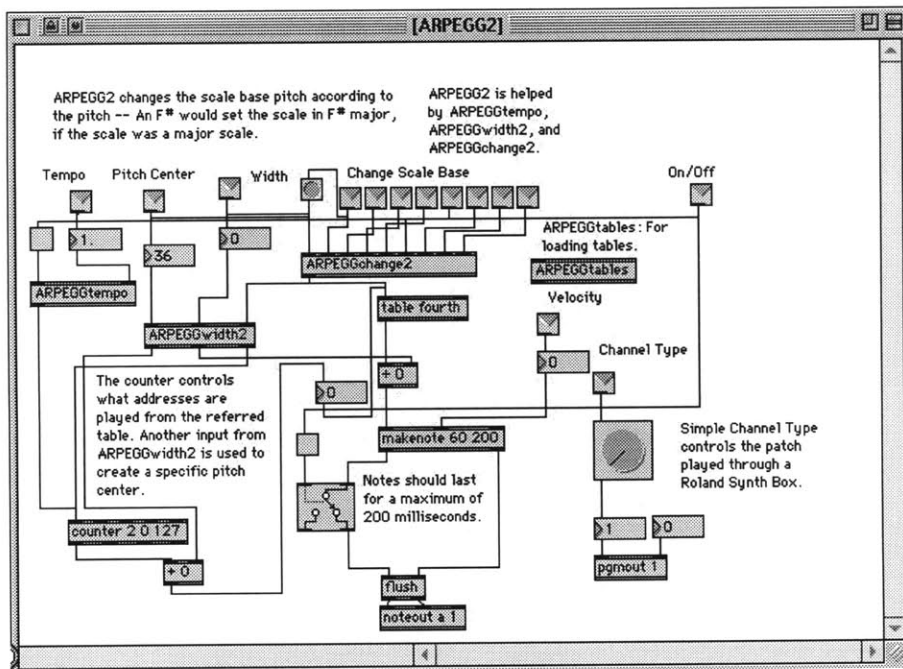 [ARPEGG2]
ARPEGG2 changes the scale base pitch according to
the pitch -- An F# would set the scale in F# major,
if the scale was a major scale.
ARPEGG2 is helped
by ARPEGGtempo,
ARPEGGwidth2, and
ARPEGGchange2.
Tempo
Pitch Center
Width
Change Scale Base
On/Off
1.
36
0
ARPEGGtables: For
loading tables.
ARPEGGchange2
ARPEGGtables
ARPEGGtempo
table fourth
Velocity
ARPEGGwidth2
Channel Type
+ 0
0
0
The counter controls
what addresses are
played from the referred
table. Another input from
ARPEGGwidth2 is used to
create a specific pitch
center.
makenote 60 200
Simple Channel Type
controls the patch
played through a
Roland Synth Box.
Notes should last
for a maximum of
200 milliseconds.
counter 2 0 127
1
0
+ 0
pgmout 1
flush
noteout a 1